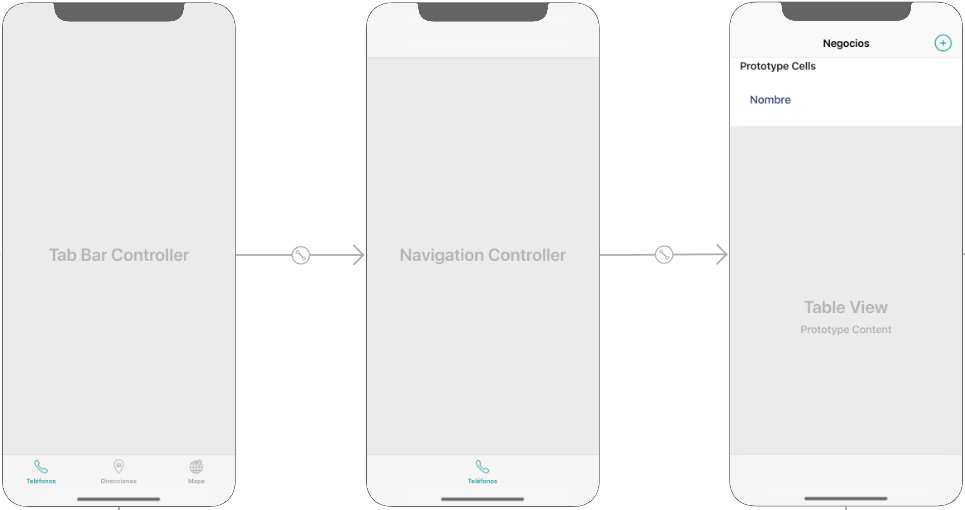 Tab Bar Controller
Teléfonos
Direcciones
Mapa
Navigation Controller
Teléfonos
Negocios
Prototype Cells
Nombre
Table View
Prototype Content